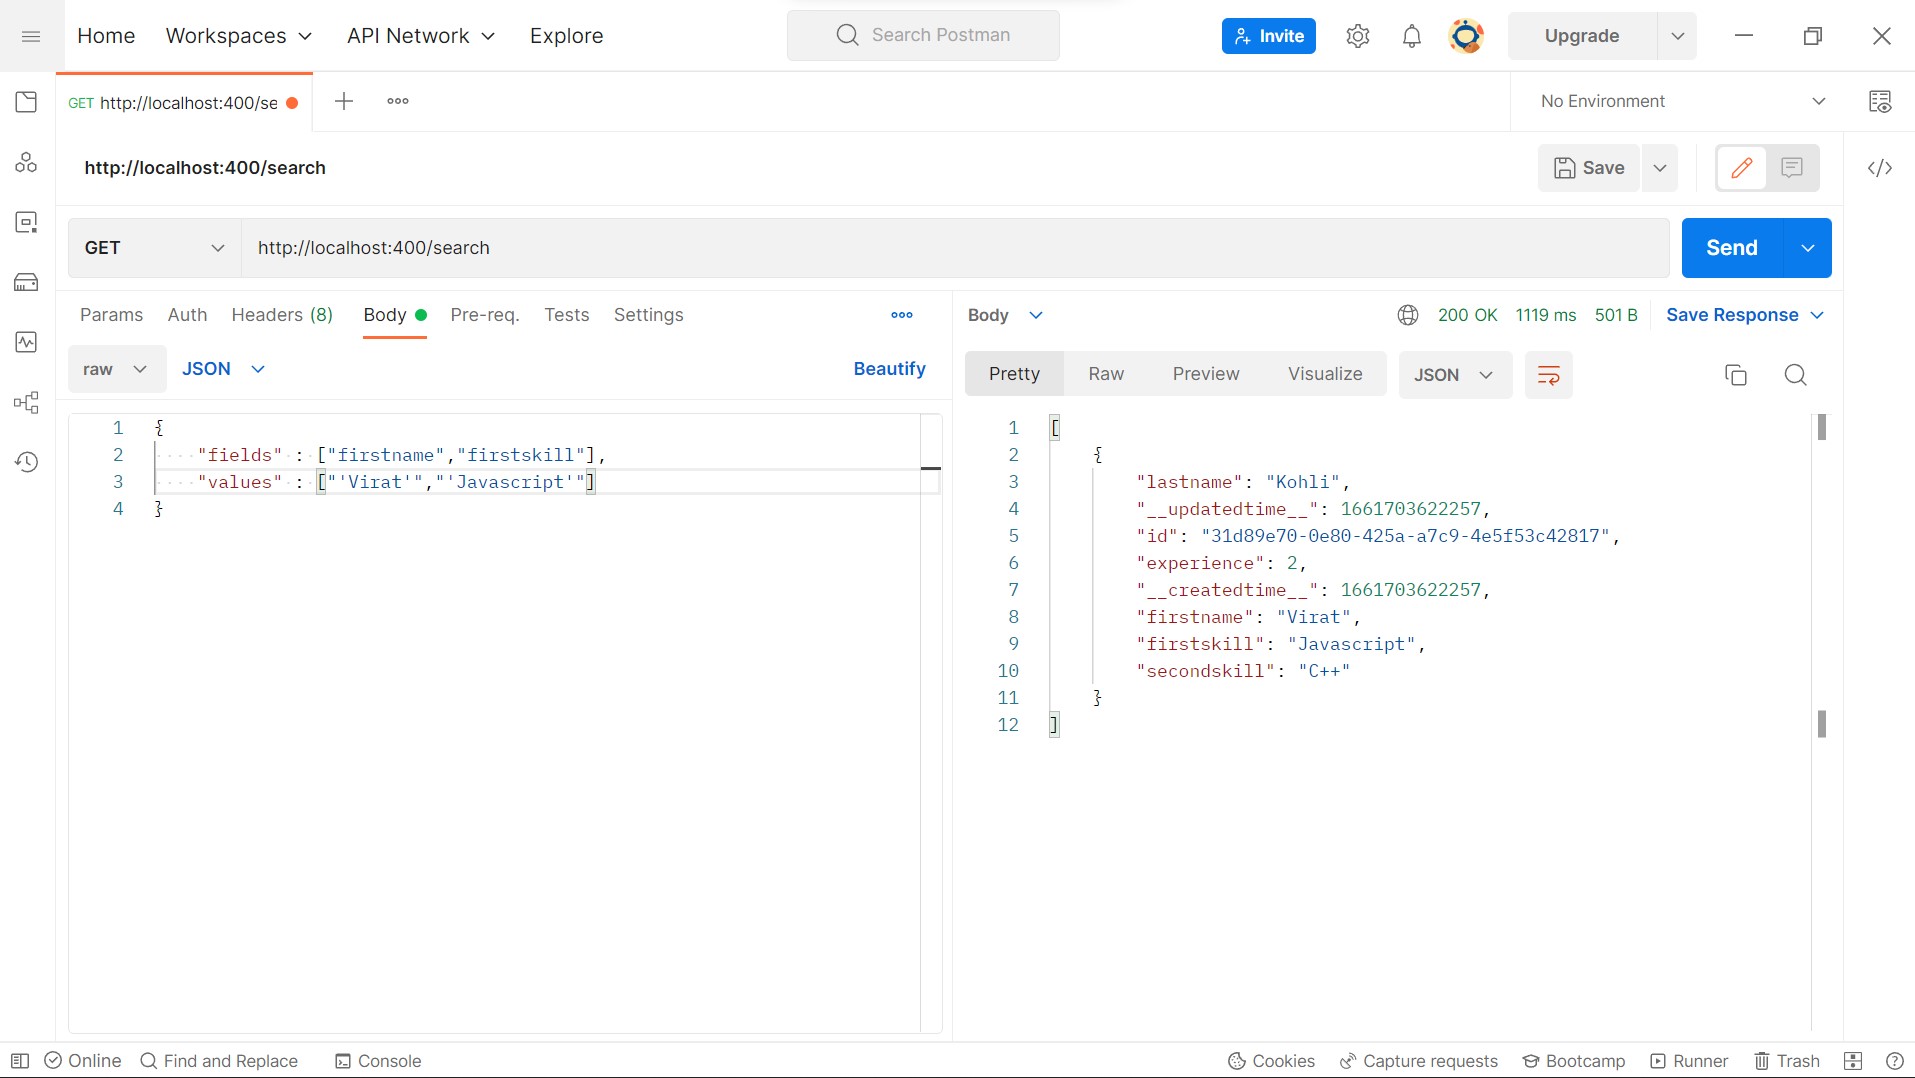 Home Workspaces API Network Explore Search Postman Invite Upgrade
GET http://localhost:400/se No Environment
http://localhost:400/search Save
GET http://localhost:400/search Send
Params Auth Headers (8) Body Pre-req. Tests Settings
raw JSON Beautify
1 {
2 "fields" : ["firstname","firstskill"],
3 "values" : ["'Virat'","'Javascript'"]
4 }
Body 200 OK 1119 ms 501 B Save Response
Pretty Raw Preview Visualize JSON
1 [
2 {
3 "lastname": "Kohli",
4 "__updatedtime__": 1661703622257,
5 "id": "31d89e70-0e80-425a-a7c9-4e5f53c42817",
6 "experience": 2,
7 "__createdtime__": 1661703622257,
8 "firstname": "Virat",
9 "firstskill": "Javascript",
10 "secondskill": "C++"
11 }
12 ]
Online Find and Replace Console Cookies Capture requests Bootcamp Runner Trash